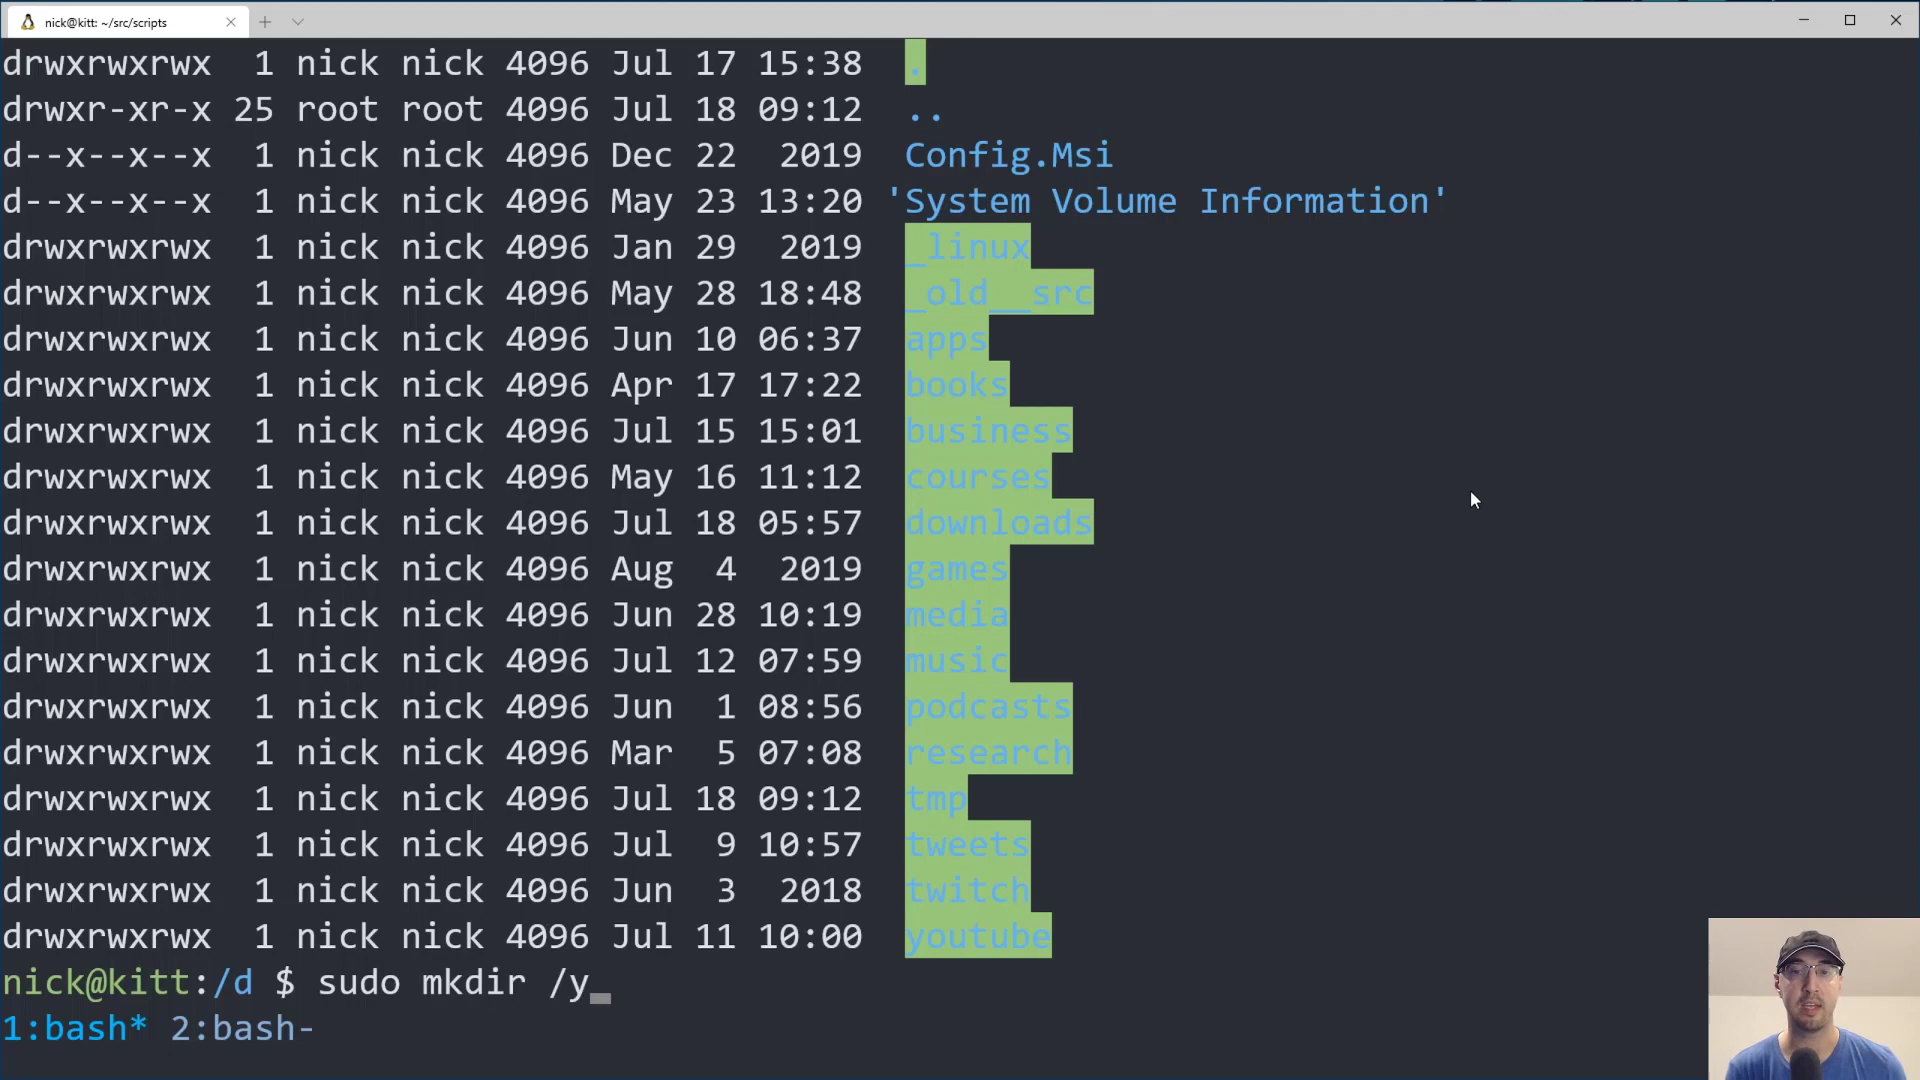 nick@kitt: ~/src/scripts
drwxrwxrwx 1 nick nick 4096 Jul 17 15:38 .
drwxr-xr-x 25 root root 4096 Jul 18 09:12 ..
d--x--x--x 1 nick nick 4096 Dec 22 2019 Config.Msi
d--x--x--x 1 nick nick 4096 May 23 13:20 'System Volume Information'
drwxrwxrwx 1 nick nick 4096 Jan 29 2019 _linux
drwxrwxrwx 1 nick nick 4096 May 28 18:48 _old__src
drwxrwxrwx 1 nick nick 4096 Jun 10 06:37 apps
drwxrwxrwx 1 nick nick 4096 Apr 17 17:22 books
drwxrwxrwx 1 nick nick 4096 Jul 15 15:01 business
drwxrwxrwx 1 nick nick 4096 May 16 11:12 courses
drwxrwxrwx 1 nick nick 4096 Jul 18 05:57 downloads
drwxrwxrwx 1 nick nick 4096 Aug 4 2019 games
drwxrwxrwx 1 nick nick 4096 Jun 28 10:19 media
drwxrwxrwx 1 nick nick 4096 Jul 12 07:59 music
drwxrwxrwx 1 nick nick 4096 Jun 1 08:56 podcasts
drwxrwxrwx 1 nick nick 4096 Mar 5 07:08 research
drwxrwxrwx 1 nick nick 4096 Jul 18 09:12 tmp
drwxrwxrwx 1 nick nick 4096 Jul 9 10:57 tweets
drwxrwxrwx 1 nick nick 4096 Jun 3 2018 twitch
drwxrwxrwx 1 nick nick 4096 Jul 11 10:00 youtube
nick@kitt:/d $ sudo mkdir /y
1:bash* 2:bash-